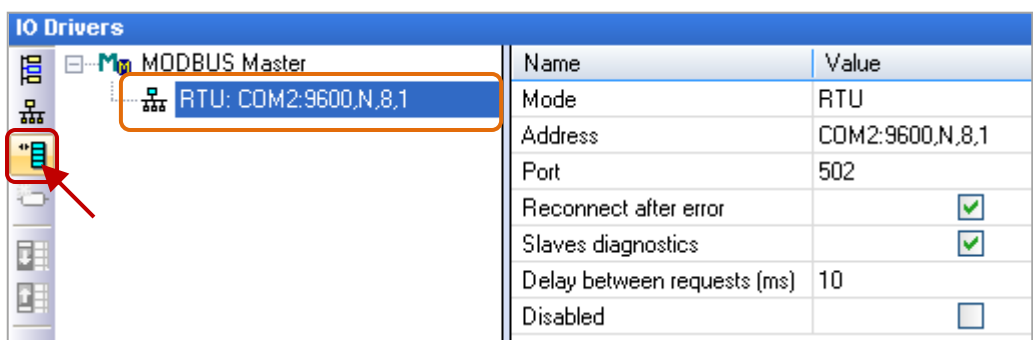 IO Drivers
MODBUS Master
RTU: COM2:9600,N,8,1
Name Value
Mode RTU
Address COM2:9600,N,8,1
Port 502
Reconnect after error
Slaves diagnostics
Delay between requests (ms) 10
Disabled